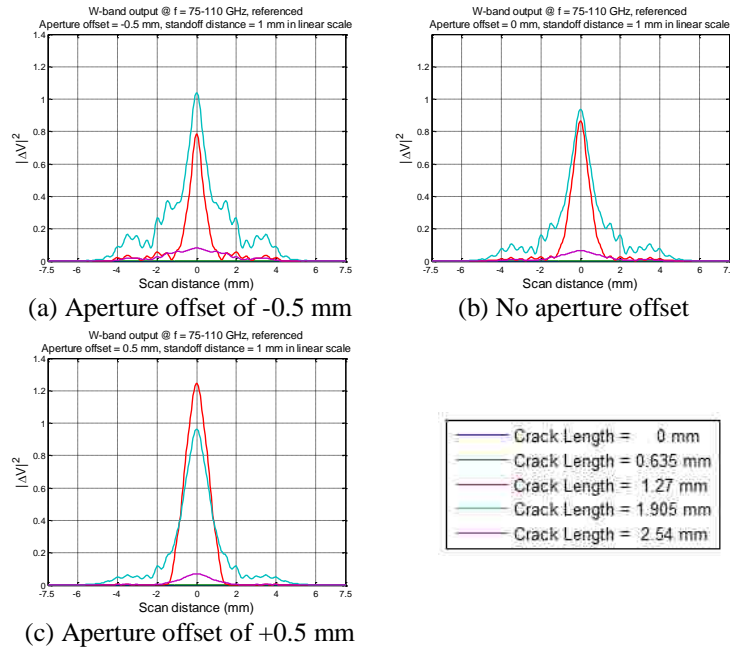 W-band output @ f = 75-110 GHz, referenced
Aperture offset = -0.5 mm, standoff distance = 1 mm in linear scale
1.4
1.2
1
0.8
0.6
0.4
0.2
0
|ΔV|²
-7.5 -6 -4 -2 0 2 4 6 7.5
Scan distance (mm)
(a) Aperture offset of -0.5 mm
W-band output @ f = 75-110 GHz, referenced
Aperture offset = 0 mm, standoff distance = 1 mm in linear scale
1.4
1.2
1
0.8
0.6
0.4
0.2
0
|ΔV|²
-7.5 -6 -4 -2 0 2 4 6 7.5
Scan distance (mm)
(b) No aperture offset
W-band output @ f = 75-110 GHz, referenced
Aperture offset = 0.5 mm, standoff distance = 1 mm in linear scale
1.4
1.2
1
0.8
0.6
0.4
0.2
0
|ΔV|²
-7.5 -6 -4 -2 0 2 4 6 7.5
Scan distance (mm)
(c) Aperture offset of +0.5 mm
Crack Length = 0 mm
Crack Length = 0.635 mm
Crack Length = 1.27 mm
Crack Length = 1.905 mm
Crack Length = 2.54 mm